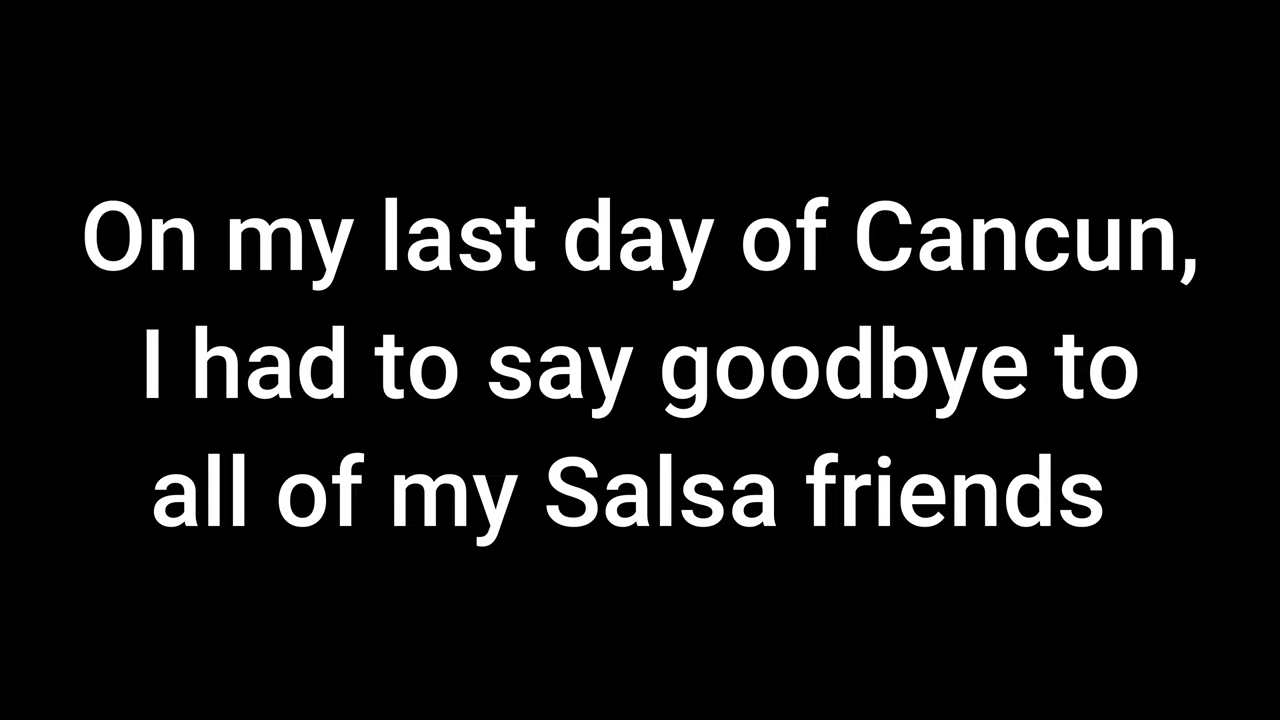 On my last day of Cancun,
I had to say goodbye to
all of my Salsa friends